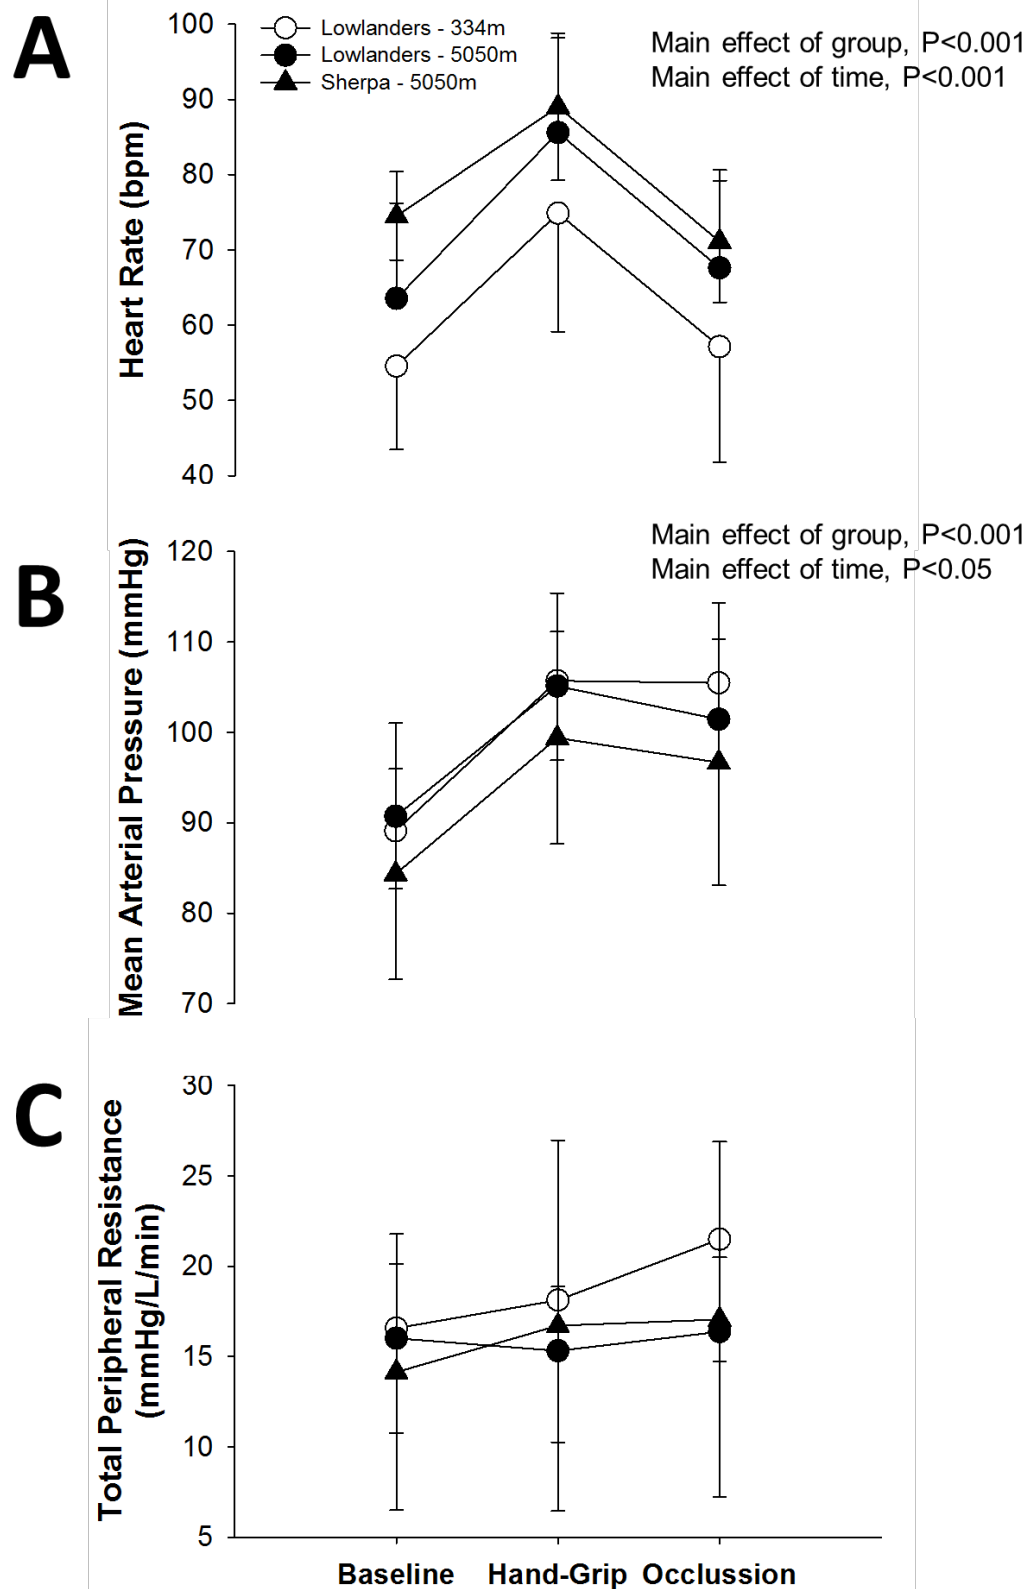 A
Lowlanders - 334m
Lowlanders - 5050m
Sherpa - 5050m
Main effect of group, P<0.001
Main effect of time, P<0.001
Heart Rate (bpm)
100
90
80
70
60
50
40
B
Main effect of group, P<0.001
Main effect of time, P<0.05
Mean Arterial Pressure (mmHg)
120
110
100
90
80
70
C
Total Peripheral Resistance
(mmHg/L/min)
30
25
20
15
10
5
Baseline Hand-Grip Occlussion